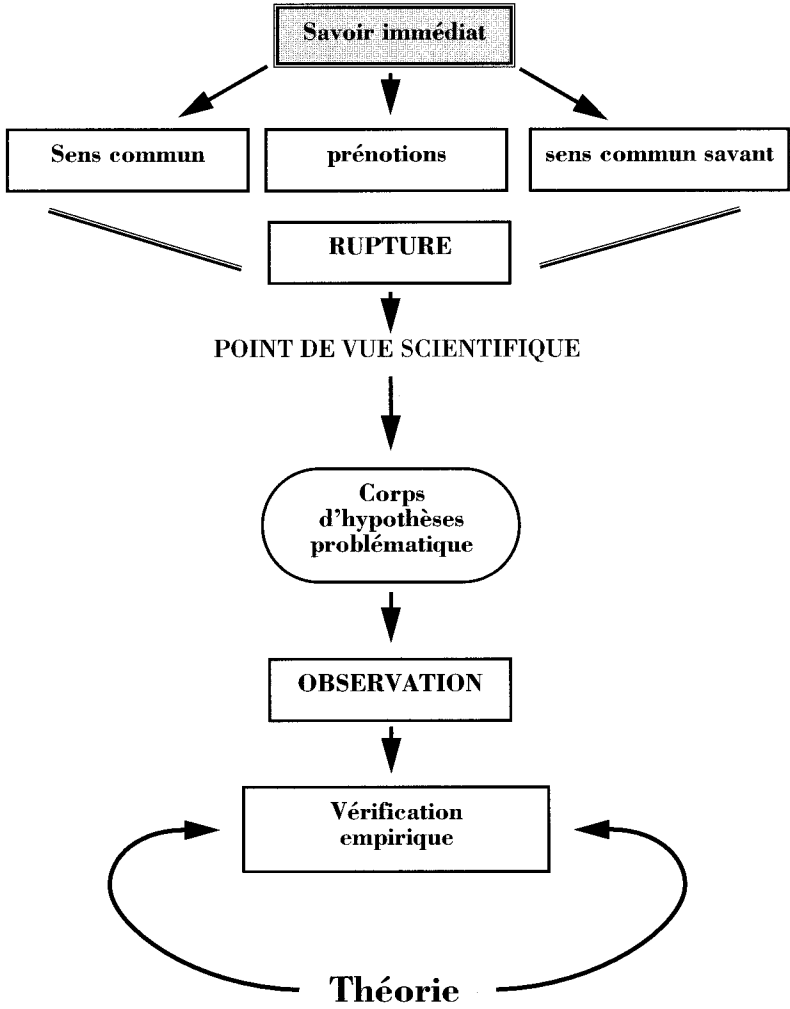 Savoir immédiat
Sens commun
prénotions
sens commun savant
RUPTURE
POINT DE VUE SCIENTIFIQUE
Corps
d'hypothèses
problématique
OBSERVATION
Vérification
empirique
Théorie